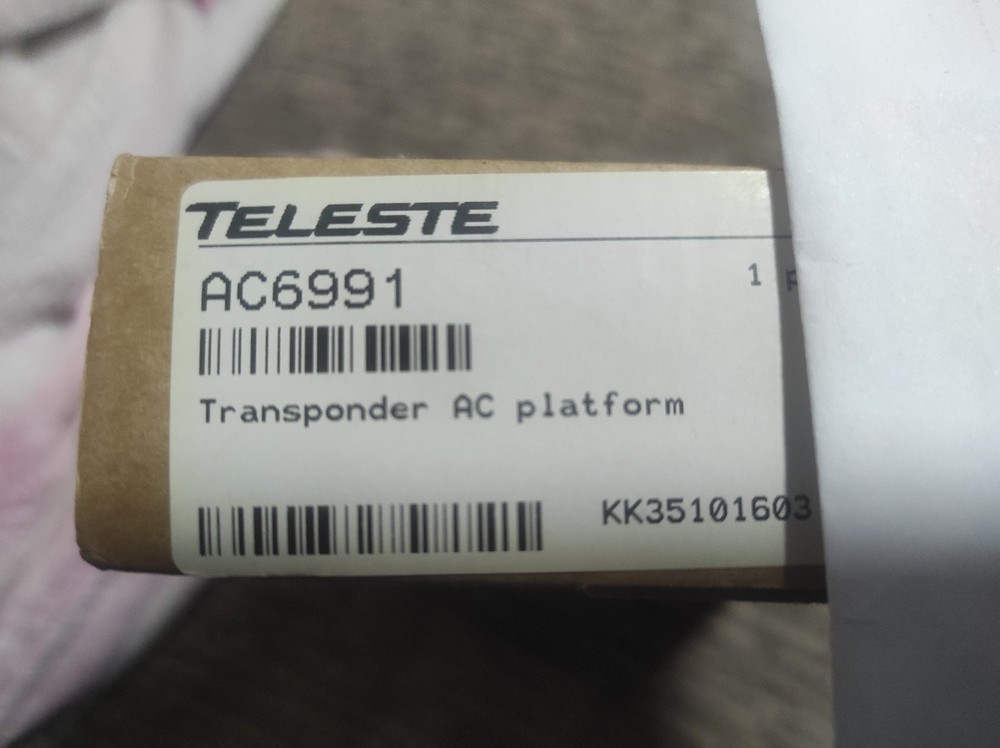 TELESTE
AC6991
1
Transponder AC platform
KK35101603